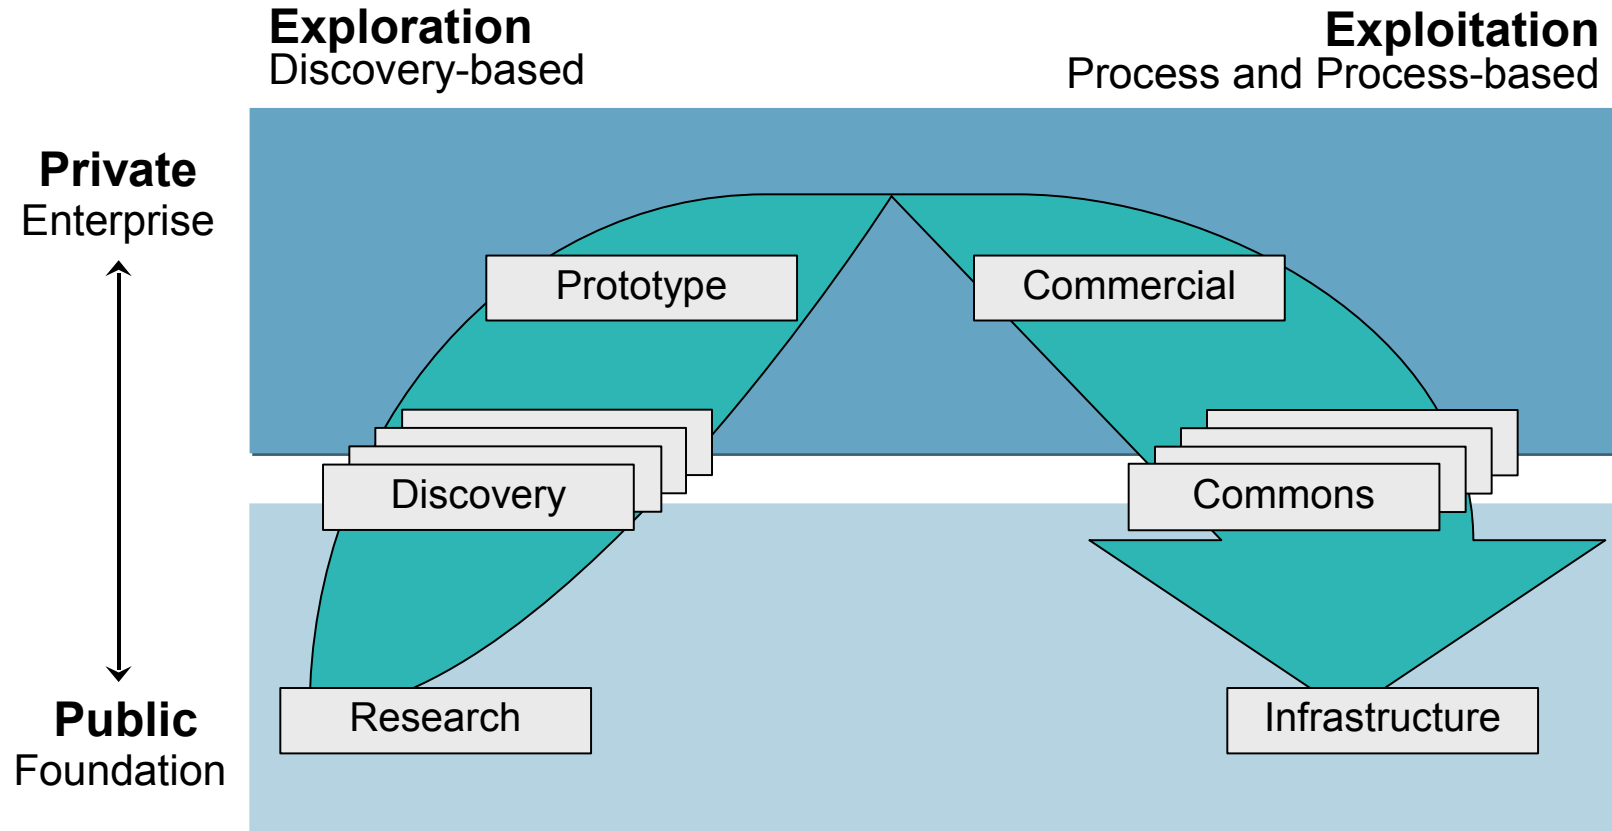 Exploration
Discovery-based
Exploitation
Process and Process-based
Private
Enterprise
Prototype
Commercial
Discovery
Commons
Public
Foundation
Research
Infrastructure